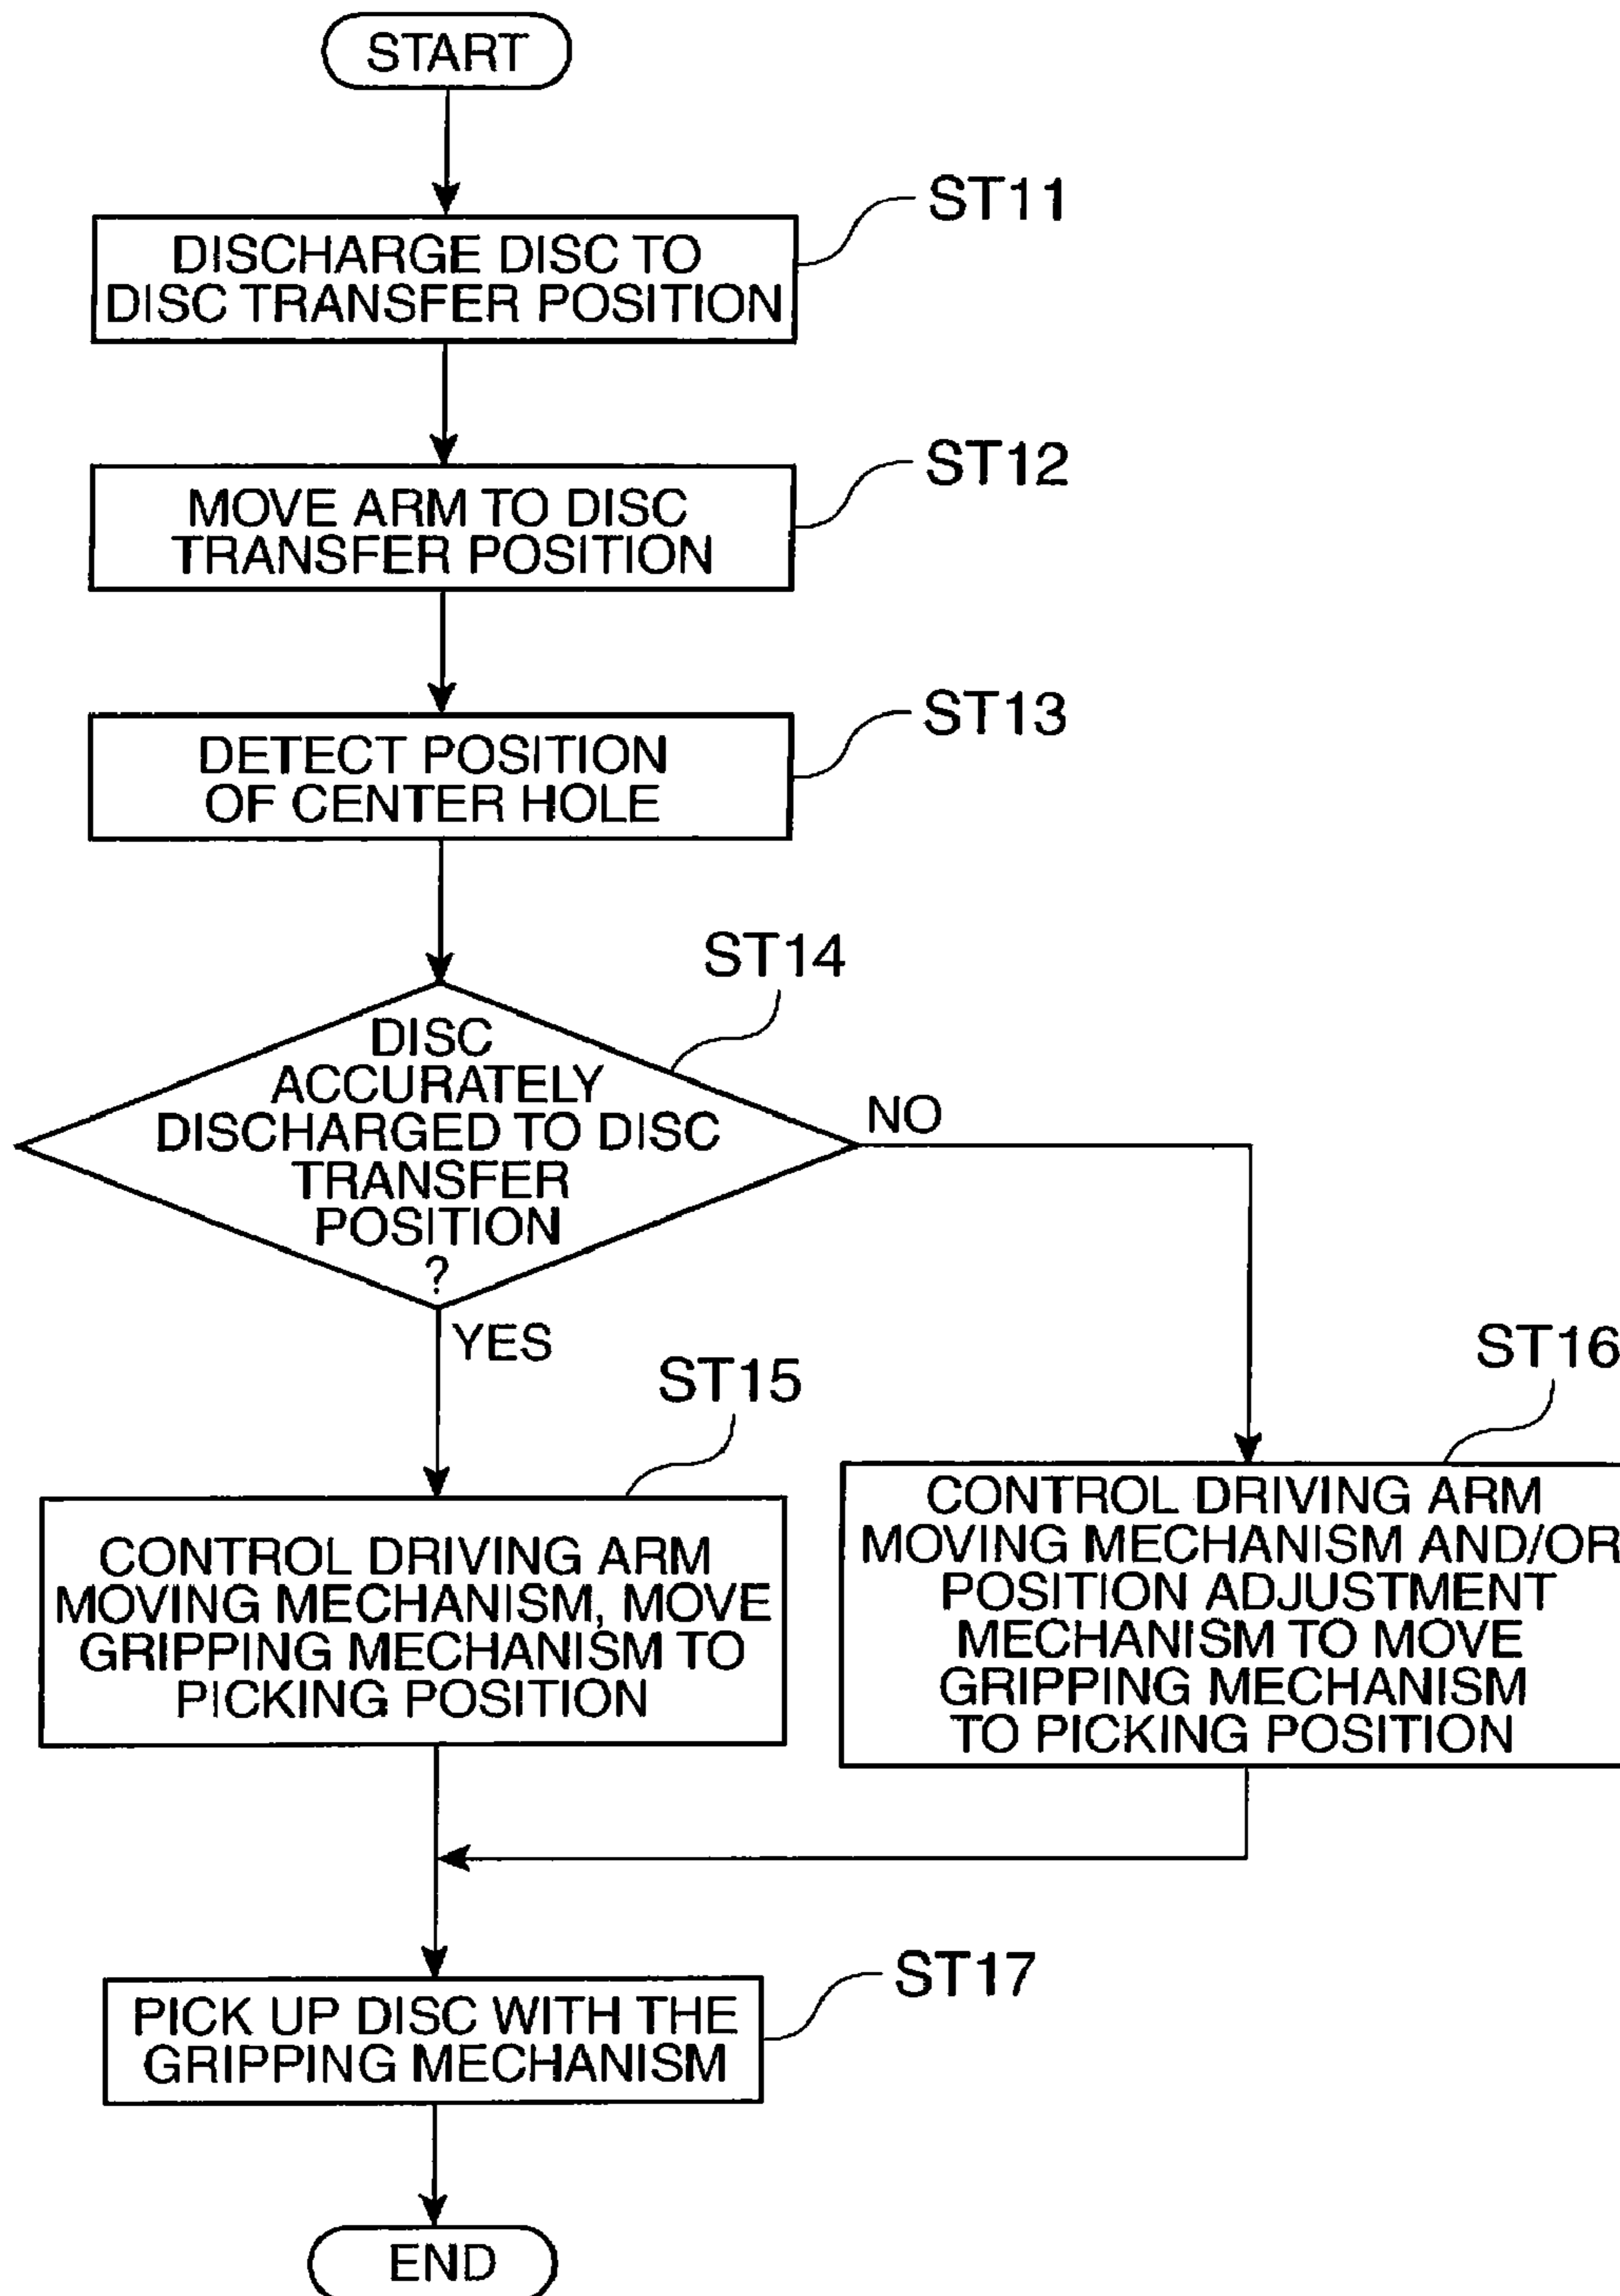 START
ST11
DISCHARGE DISC TO
DISC TRANSFER POSITION
ST12
MOVE ARM TO DISC
TRANSFER POSITION
ST13
DETECT POSITION
OF CENTER HOLE
ST14
DISC
ACCURATELY
DISCHARGED TO DISC
TRANSFER
POSITION
?
NO
YES
ST15
CONTROL DRIVING ARM
MOVING MECHANISM, MOVE
GRIPPING MECHANISM TO
PICKING POSITION
ST16
CONTROL DRIVING ARM
MOVING MECHANISM AND/OR
POSITION ADJUSTMENT
MECHANISM TO MOVE
GRIPPING MECHANISM
TO PICKING POSITION
ST17
PICK UP DISC WITH THE
GRIPPING MECHANISM
END